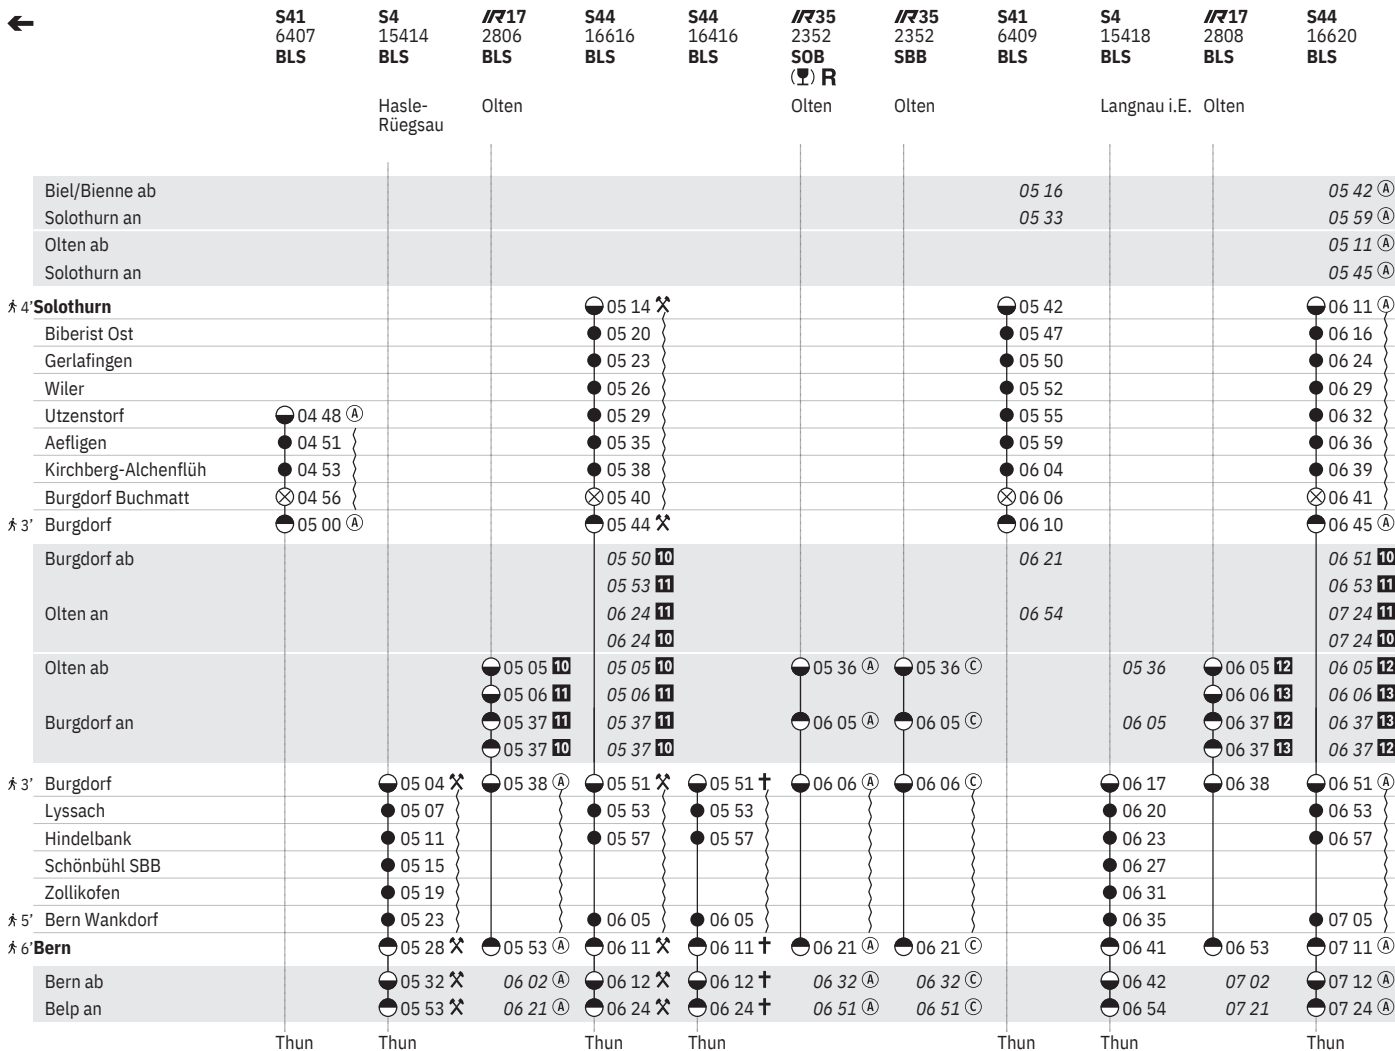 S41 S4 IR17 S44 S44 IR35 IR35 S41 S4 IR17 S44
6407 15414 2806 16616 16416 2352 2352 6409 15418 2808 16620
BLS BLS BLS BLS BLS SOB SBB BLS BLS BLS BLS
R
Hasle- Olten Olten Olten Langnau i.E. Olten
Rüegsau
Biel/Bienne ab 05 16 05 42 Ⓐ
Solothurn an 05 33 05 59 Ⓐ
Olten ab 05 11 Ⓐ
Solothurn an 05 45 Ⓐ
4' Solothurn 05 14 ⚒ 05 42 06 11 Ⓐ
Biberist Ost 05 20 05 47 06 16
Gerlafingen 05 23 05 50 06 24
Wiler 05 26 05 52 06 29
Utzenstorf 04 48 Ⓐ 05 29 05 55 06 32
Aefligen 04 51 05 35 05 59 06 36
Kirchberg-Alchenflüh 04 53 05 38 06 04 06 39
Burgdorf Buchmatt 04 56 05 40 06 06 06 41
3' Burgdorf 05 00 Ⓐ 05 44 ⚒ 06 10 06 45 Ⓐ
Burgdorf ab 05 50 10 06 21 06 51 10
05 53 11 06 53 11
Olten an 06 24 11 06 54 07 24 11
06 24 10 07 24 10
Olten ab 05 05 10 05 05 10 05 36 Ⓐ 05 36 Ⓒ 05 36 06 05 12 06 05 12
05 06 11 05 06 11 06 06 13 06 06 13
Burgdorf an 05 37 11 05 37 11 06 05 Ⓐ 06 05 Ⓒ 06 05 06 37 12 06 37 13
05 37 10 05 37 10 06 37 13 06 37 12
3' Burgdorf 05 04 ⚒ 05 38 Ⓐ 05 51 ⚒ 05 51 ✝ 06 06 Ⓐ 06 06 Ⓒ 06 17 06 38 06 51 Ⓐ
Lyssach 05 07 05 53 05 53 06 20 06 53
Hindelbank 05 11 05 57 05 57 06 23 06 57
Schönbühl SBB 05 15 06 27
Zollikofen 05 19 06 31
5' Bern Wankdorf 05 23 06 05 06 05 06 35 07 05
6' Bern 05 28 ⚒ 05 53 Ⓐ 06 11 ⚒ 06 11 ✝ 06 21 Ⓐ 06 21 Ⓒ 06 41 06 53 07 11 Ⓐ
Bern ab 05 32 ⚒ 06 02 Ⓐ 06 12 ⚒ 06 12 ✝ 06 32 Ⓐ 06 32 Ⓒ 06 42 07 02 07 12 Ⓐ
Belp an 05 53 ⚒ 06 21 Ⓐ 06 24 ⚒ 06 24 ✝ 06 51 Ⓐ 06 51 Ⓒ 06 54 07 21 07 24 Ⓐ
Thun Thun Thun Thun Thun Thun Thun